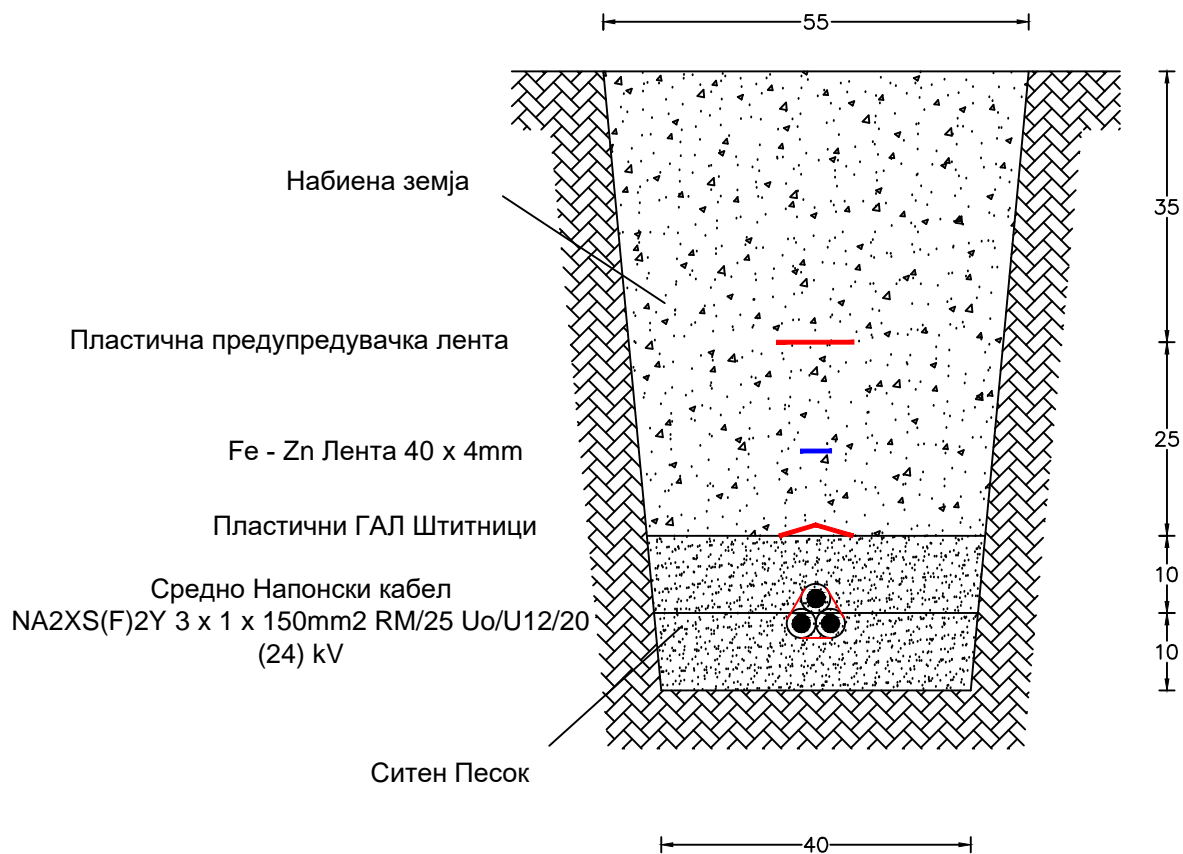 55
Набиена земја
35
Пластична предупредувачка лента
25
Fe - Zn Лента 40 x 4mm
Пластични ГАЛ Штитници
10
Средно Напонски кабел
NA2XS(F)2Y 3 x 1 x 150mm2 RM/25 Uo/U12/20
(24) kV
10
Ситен Песок
40